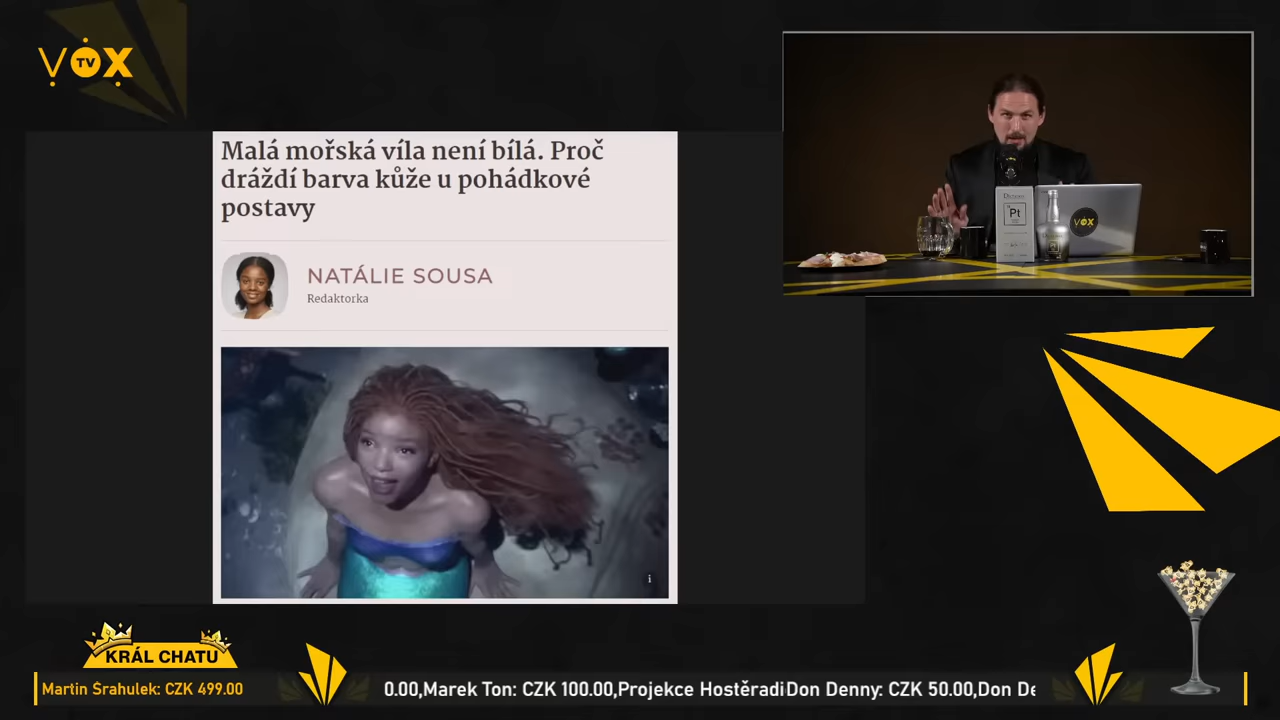 VOX
TV
Malá mořská víla není bílá. Proč
dráždí barva kůže u pohádkové
postavy
NATÁLIE SOUSA
Redaktorka
i
Pt
VOX
KRÁL CHATU
Martin Šrahulek: CZK 499.00
0.00,Marek Ton: CZK 100.00,Projekce HostěradiDon Denny: CZK 50.00,Don De